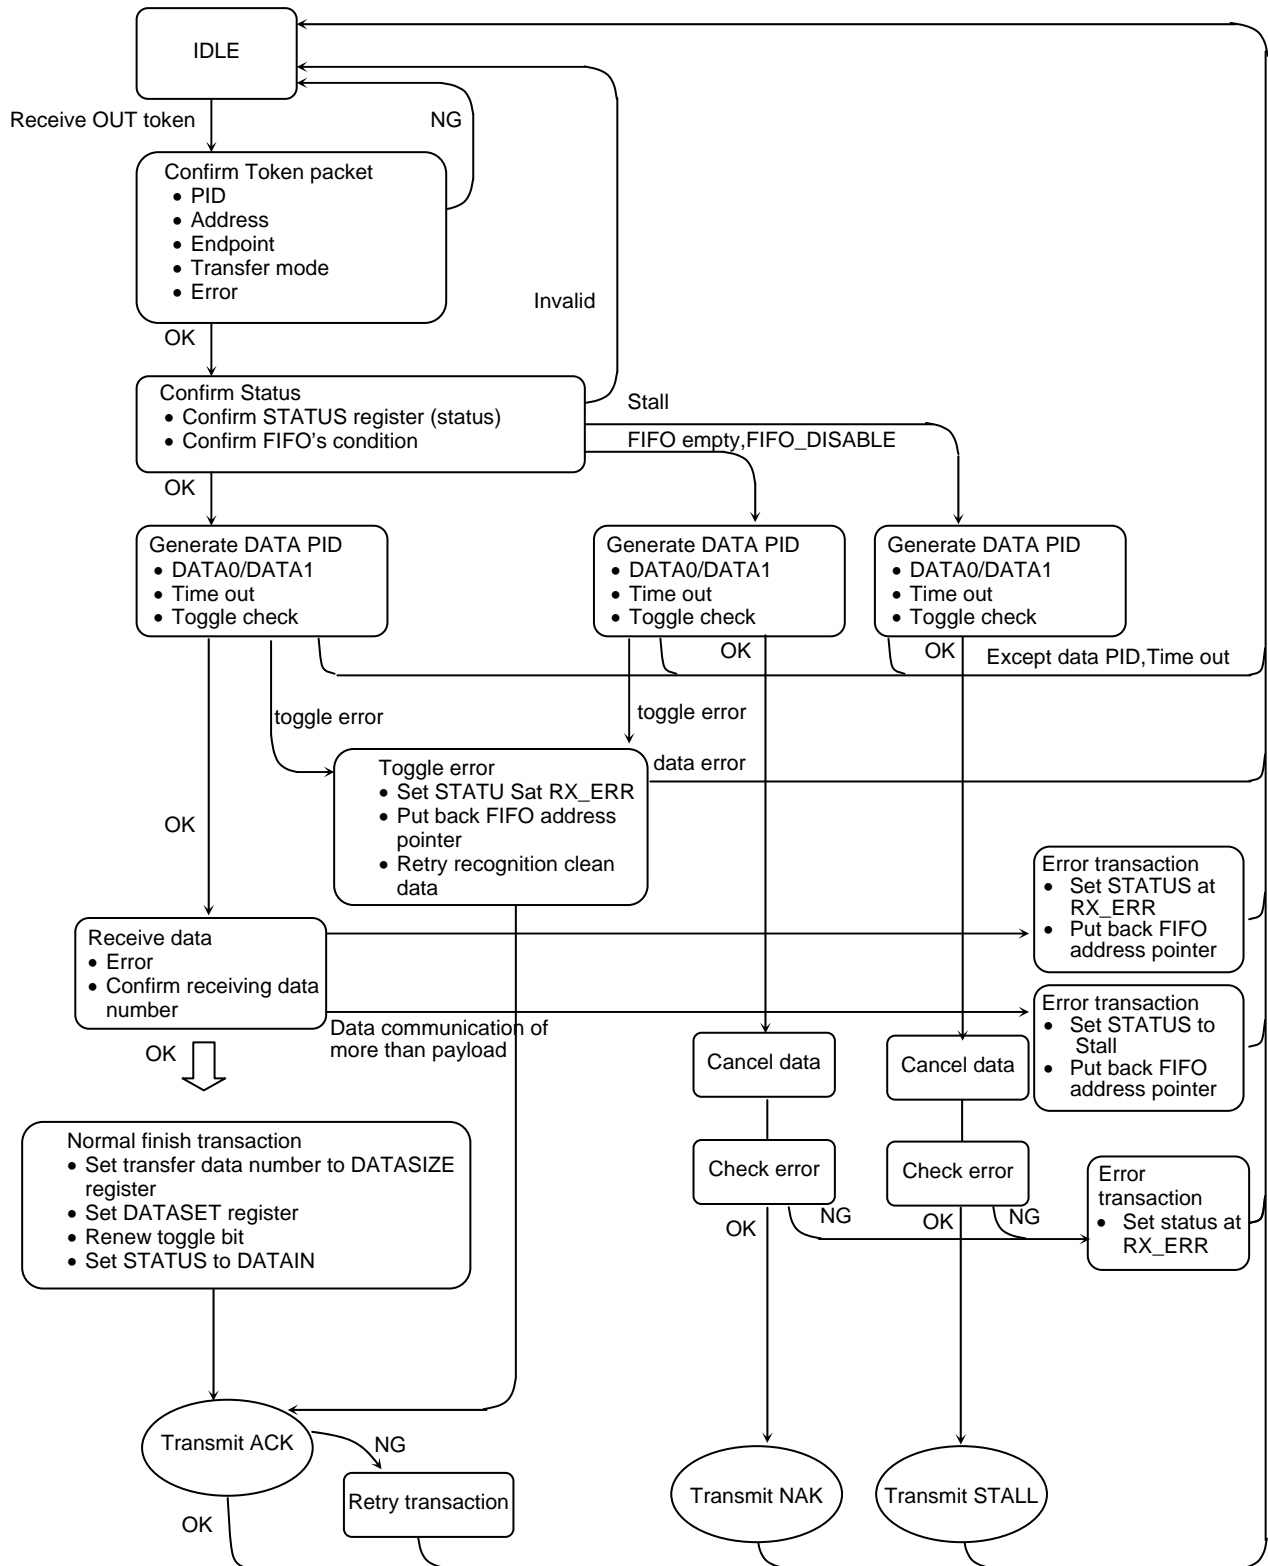 IDLE
Receive OUT token
NG
Confirm Token packet
• PID
• Address
• Endpoint
• Transfer mode
• Error
Invalid
OK
Confirm Status
• Confirm STATUS register (status)
• Confirm FIFO's condition
Stall
FIFO empty,FIFO_DISABLE
OK
Generate DATA PID
• DATA0/DATA1
• Time out
• Toggle check
Generate DATA PID
• DATA0/DATA1
• Time out
• Toggle check
Generate DATA PID
• DATA0/DATA1
• Time out
• Toggle check
OK
OK
Except data PID,Time out
toggle error
toggle error
Toggle error
• Set STATU Sat RX_ERR
• Put back FIFO address
pointer
• Retry recognition clean
data
data error
OK
Error transaction
• Set STATUS at
RX_ERR
• Put back FIFO
address pointer
Receive data
• Error
• Confirm receiving data
number
Error transaction
• Set STATUS to
Stall
• Put back FIFO
address pointer
Data communication of
more than payload
OK
Cancel data
Cancel data
Normal finish transaction
• Set transfer data number to DATASIZE
register
• Set DATASET register
• Renew toggle bit
• Set STATUS to DATAIN
Check error
Check error
Error
transaction
• Set status at
RX_ERR
OK
NG
OK
NG
Transmit ACK
NG
Retry transaction
Transmit NAK
Transmit STALL
OK